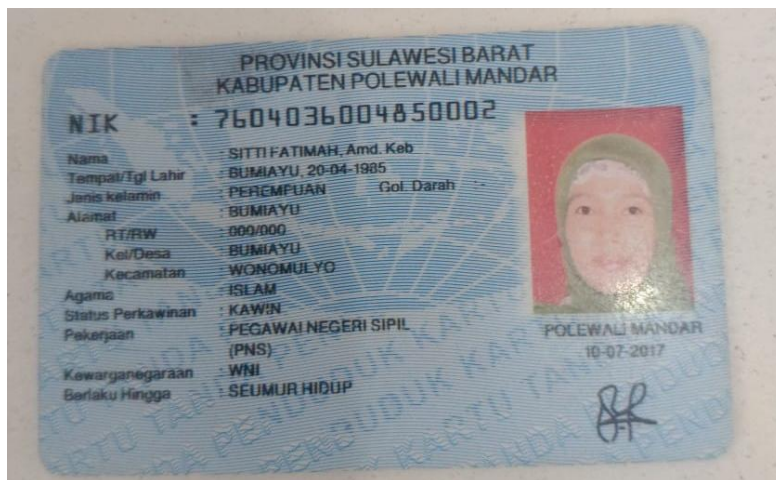 PROVINSI SULAWESI BARAT
KABUPATEN POLEWALI MANDAR
NIK : 7604036004850002
Nama : SITTI FATIMAH, Amd. Keb
Tempat/Tgl Lahir : BUMIAYU, 20-04-1985
Jenis kelamin : PEREMPUAN Gol. Darah :-
Alamat : BUMIAYU
RT/RW : 000/000
Kel/Desa : BUMIAYU
Kecamatan : WONOMULYO
Agama : ISLAM
Status Perkawinan : KAWIN
Pekerjaan : PEGAWAI NEGERI SIPIL
(PNS)
Kewarganegaraan : WNI
Berlaku Hingga : SEUMUR HIDUP
POLEWALI MANDAR
10-07-2017